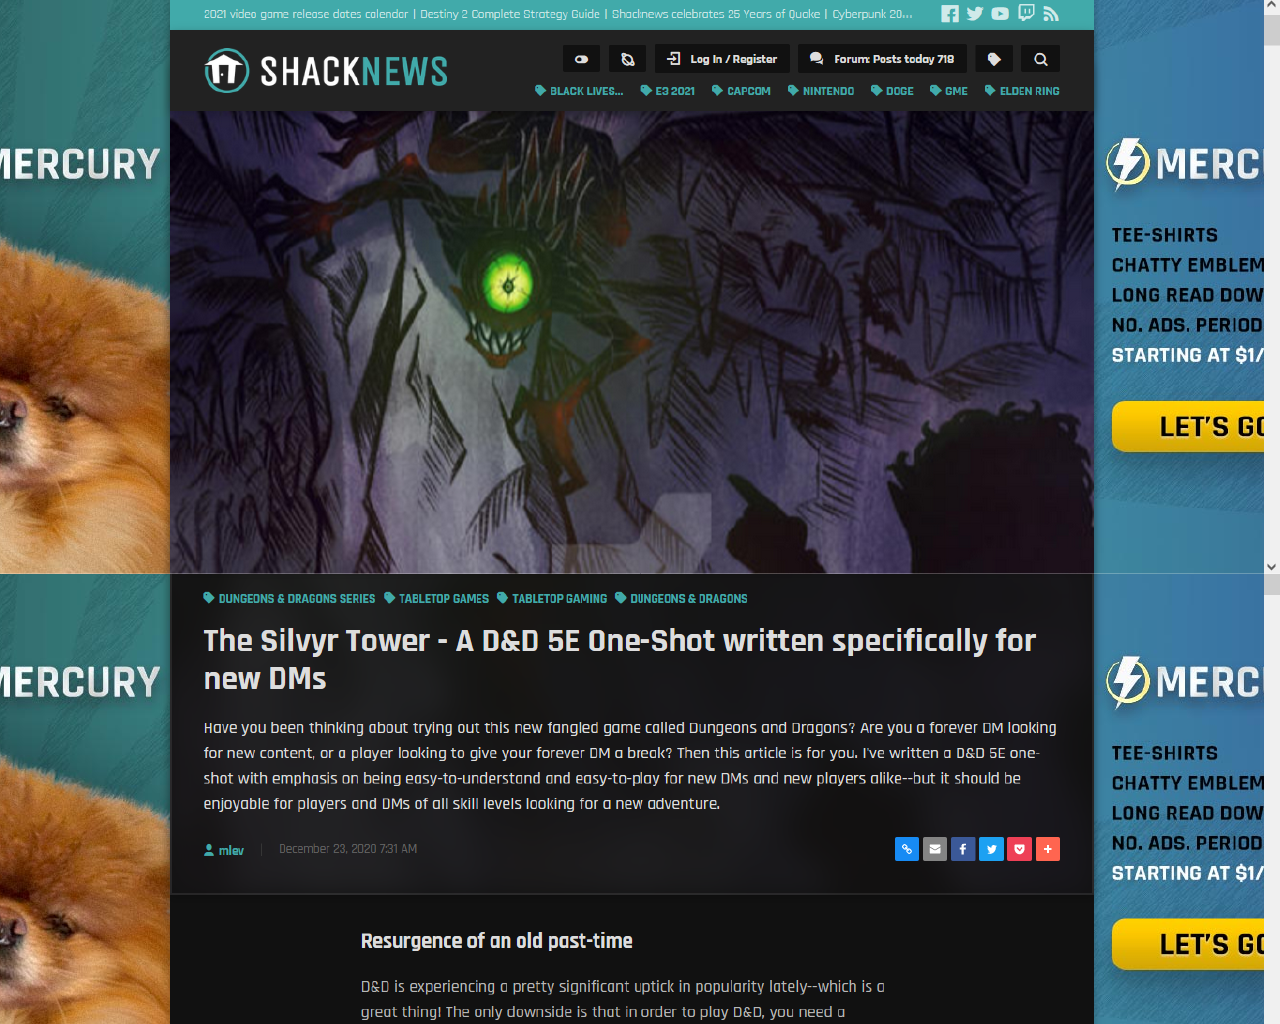 2021 video game release dates calendar | Destiny 2 Complete Strategy Guide | Shacknews celebrates 25 Years of Quake | Cyberpunk 20...
SHACKNEWS
Log In / Register
Forum: Posts today 718
BLACK LIVES...
E3 2021
CAPCOM
NINTENDO
DOGE
GME
ELDEN RING
MERCURY
MERCU
TEE-SHIRTS
CHATTY EMBLEM
LONG READ DOW
NO. ADS. PERIOD
STARTING AT $1/
LET'S GO
DUNGEONS & DRAGONS SERIES
TABLETOP GAMES
TABLETOP GAMING
DUNGEONS & DRAGONS
The Silvyr Tower - A D&D 5E One-Shot written specifically for
new DMs
Have you been thinking about trying out this new fangled game called Dungeons and Dragons? Are you a forever DM looking
for new content, or a player looking to give your forever DM a break? Then this article is for you. I've written a D&D 5E one-
shot with emphasis on being easy-to-understand and easy-to-play for new DMs and new players alike--but it should be
enjoyable for players and DMs of all skill levels looking for a new adventure.
mlev
December 23, 2020 7:31 AM
MERCURY
MERCU
TEE-SHIRTS
CHATTY EMBLEM
LONG READ DOW
NO. ADS. PERIOD
STARTING AT $1/
LET'S GO
Resurgence of an old past-time
D&D is experiencing a pretty significant uptick in popularity lately--which is a
great thing! The only downside is that in order to play D&D, you need a